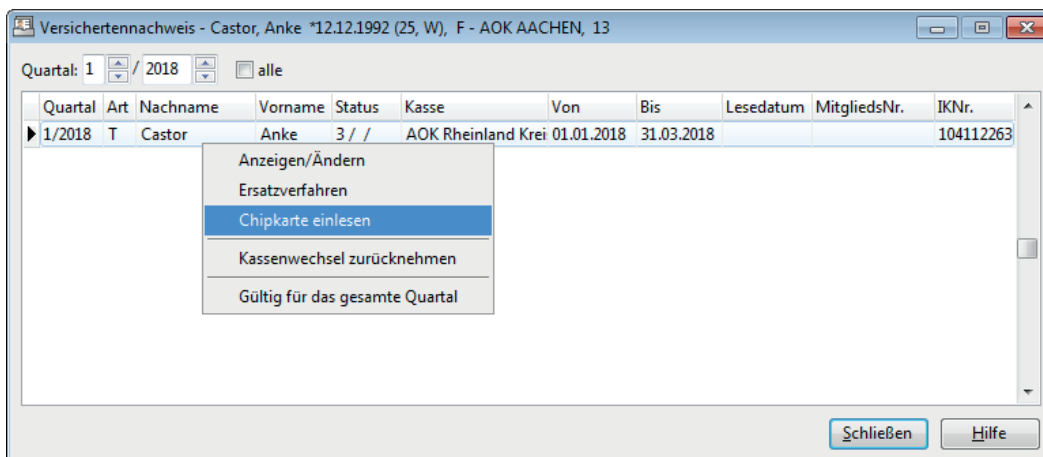 Versichertennachweis - Castor, Anke *12.12.1992 (25, W), F - AOK AACHEN, 13
Quartal: 1 / 2018 alle
Quartal Art Nachname Vorname Status Kasse Von Bis Lesedatum MitgliedsNr. IKNr.
1/2018 T Castor Anke 3 / / AOK Rheinland Krei 01.01.2018 31.03.2018 104112263
Anzeigen/Ändern
Ersatzverfahren
Chipkarte einlesen
Kassenwechsel zurücknehmen
Gültig für das gesamte Quartal
Schließen Hilfe